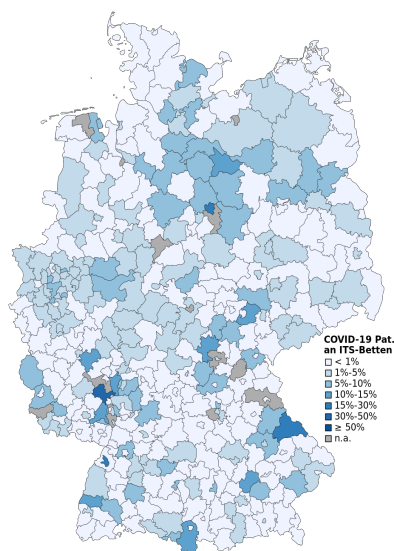 COVID-19 Pat.
an ITS-Betten
< 1%
1%-5%
5%-10%
10%-15%
15%-30%
30%-50%
≥ 50%
n.a.